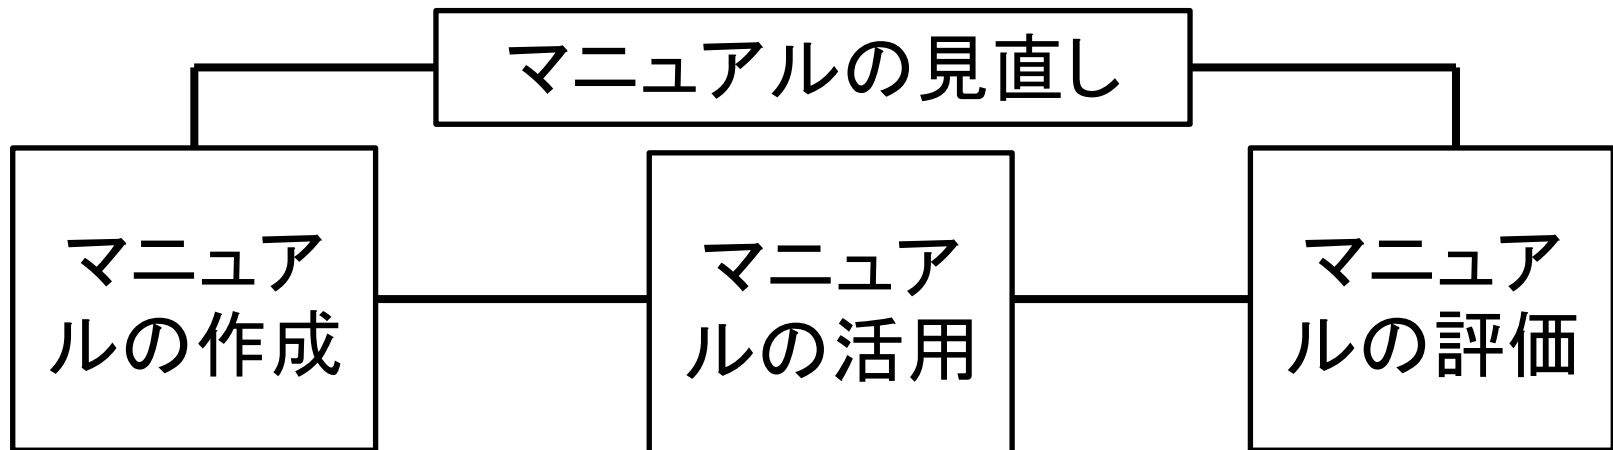 マニュアルの見直し
マニュア
ルの作成
マニュア
ルの活用
マニュア
ルの評価